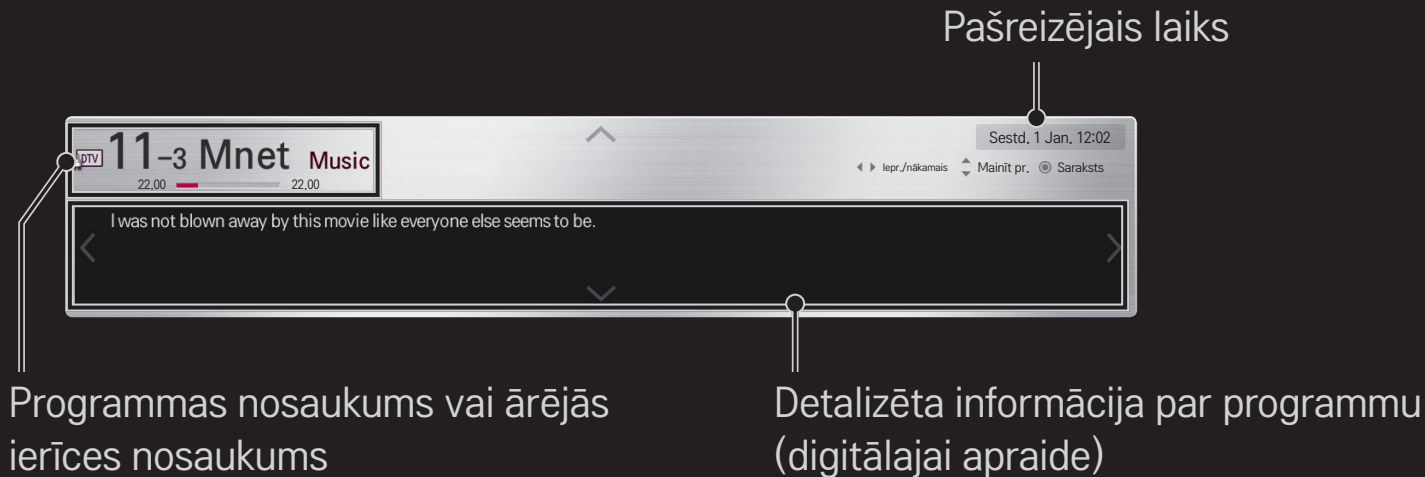 Pašreizējais laiks
Sestd. 1 Jan. 12:02
DTV 11-3 Mnet Music
Iepr./nākamais Mainīt pr. Saraksts
22.00 22.00
I was not blown away by this movie like everyone else seems to be.
Programmas nosaukums vai ārējās
ierīces nosaukums
Detalizēta informācija par programmu
(digitālajai apraide)